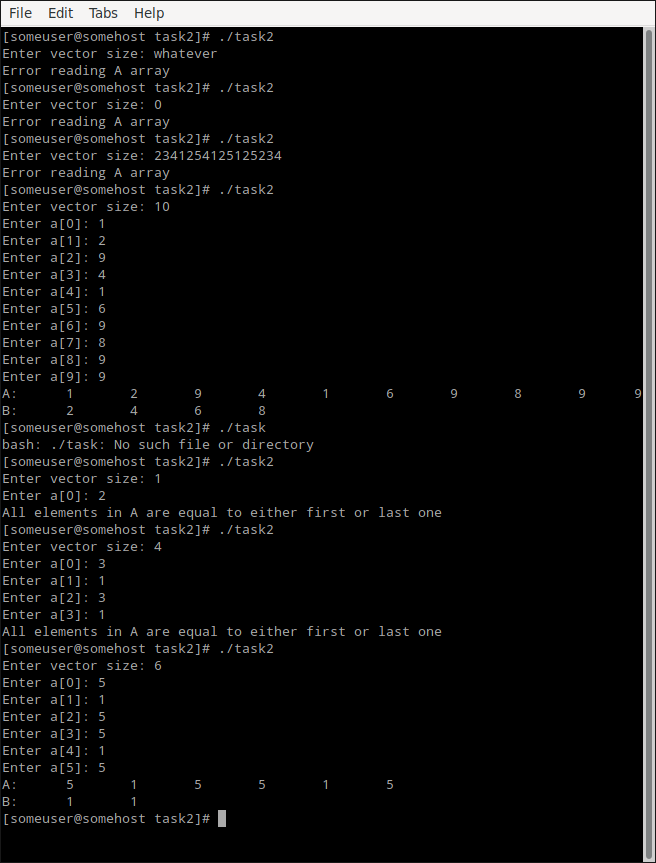 File Edit Tabs Help
[someuser@somehost task2]# ./task2
Enter vector size: whatever
Error reading A array
[someuser@somehost task2]# ./task2
Enter vector size: 0
Error reading A array
[someuser@somehost task2]# ./task2
Enter vector size: 2341254125125234
Error reading A array
[someuser@somehost task2]# ./task2
Enter vector size: 10
Enter a[0]: 1
Enter a[1]: 2
Enter a[2]: 9
Enter a[3]: 4
Enter a[4]: 1
Enter a[5]: 6
Enter a[6]: 9
Enter a[7]: 8
Enter a[8]: 9
Enter a[9]: 9
A:      1       2       9       4       1       6       9       8       9       9
B:      2       4       6       8
[someuser@somehost task2]# ./task
bash: ./task: No such file or directory
[someuser@somehost task2]# ./task2
Enter vector size: 1
Enter a[0]: 2
All elements in A are equal to either first or last one
[someuser@somehost task2]# ./task2
Enter vector size: 4
Enter a[0]: 3
Enter a[1]: 1
Enter a[2]: 3
Enter a[3]: 1
All elements in A are equal to either first or last one
[someuser@somehost task2]# ./task2
Enter vector size: 6
Enter a[0]: 5
Enter a[1]: 1
Enter a[2]: 5
Enter a[3]: 5
Enter a[4]: 1
Enter a[5]: 5
A:      5       1       5       5       1       5
B:      1       1
[someuser@somehost task2]#